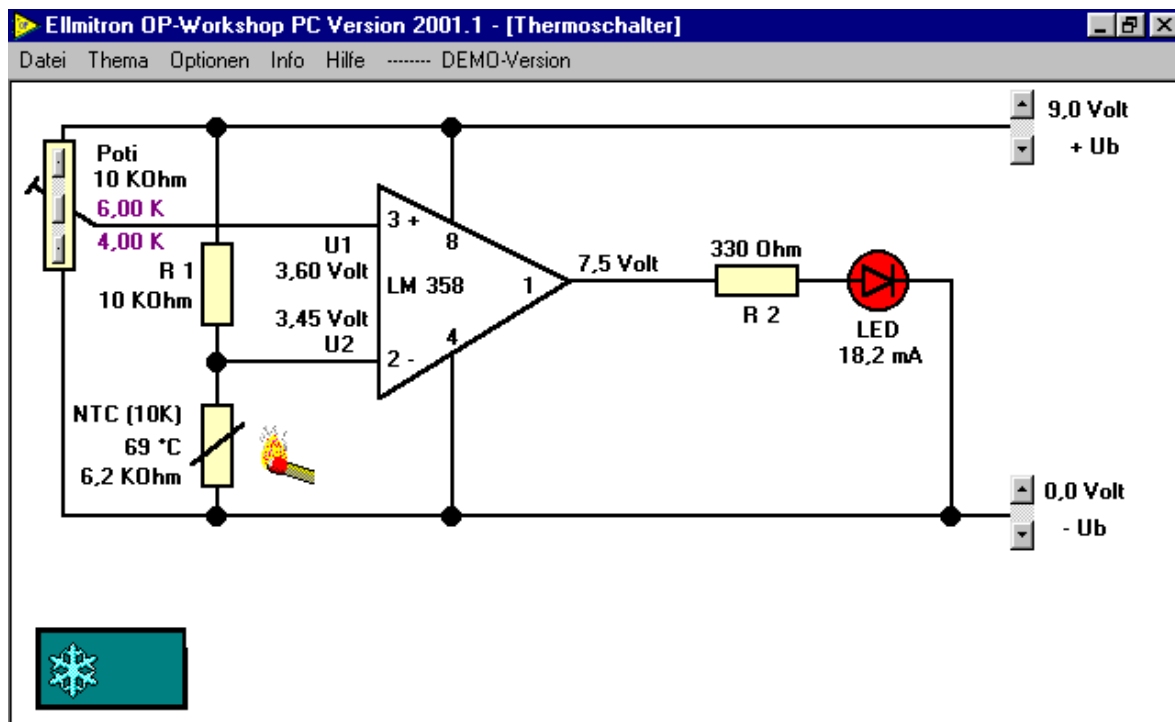 Ellmitron OP-Workshop PC Version 2001.1 - [Thermoschalter]
Datei Thema Optionen Info Hilfe -------- DEMO-Version
9,0 Volt
+ Ub
Poti
10 KOhm
6,00 K
4,00 K
R 1
10 KOhm
U1
3,60 Volt
3,45 Volt
U2
3 +
8
LM 358
1
4
2 -
7,5 Volt
330 Ohm
R 2
LED
18,2 mA
NTC (10K)
69 °C
6,2 KOhm
0,0 Volt
- Ub